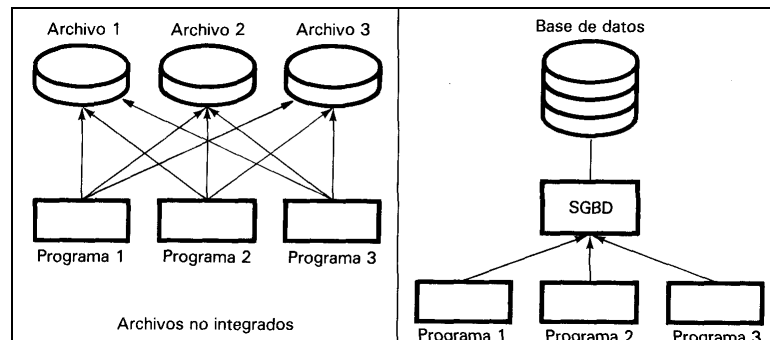 Archivo 1
Archivo 2
Archivo 3
Programa 1
Programa 2
Programa 3
Archivos no integrados
Base de datos
SGBD
Programa 1
Programa 2
Programa 3